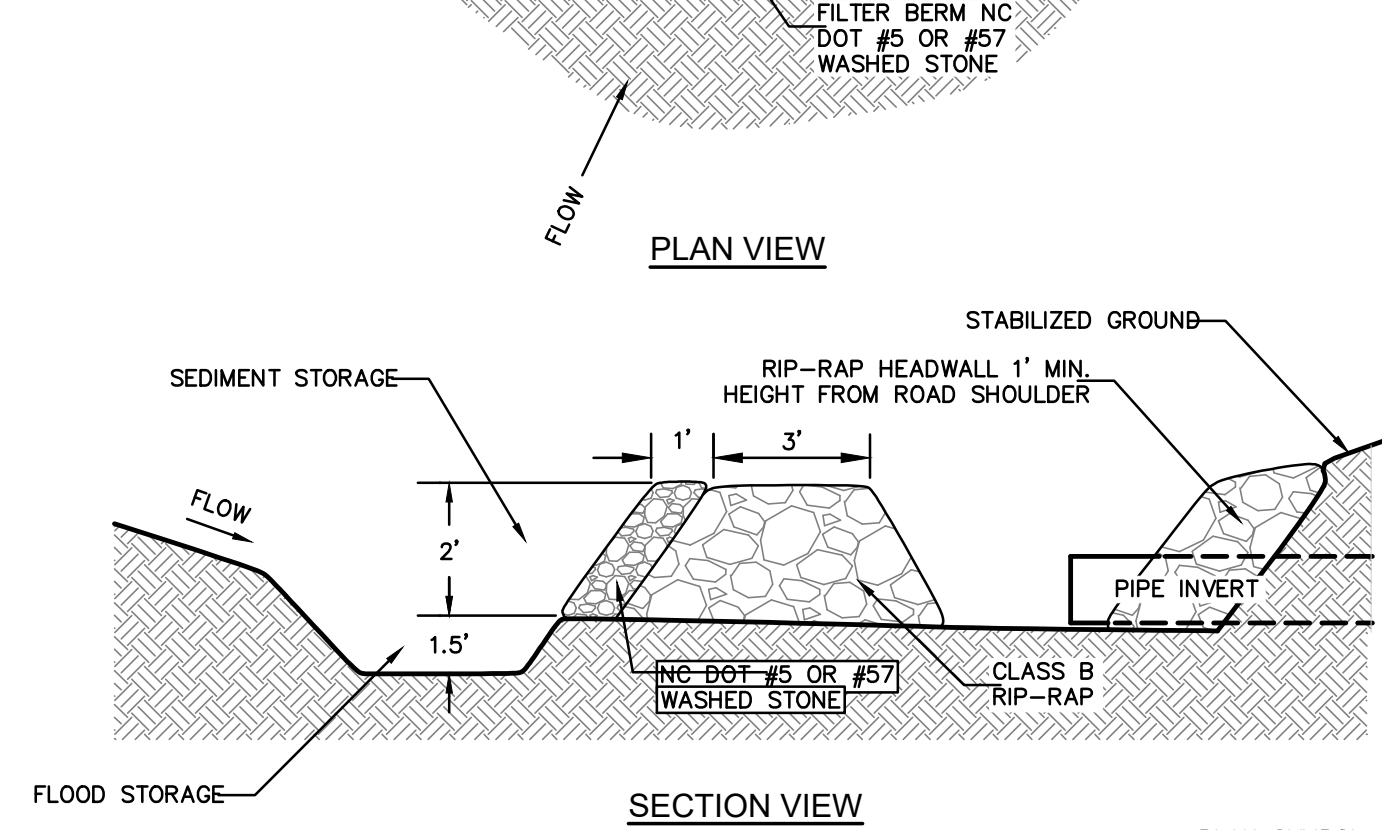 FILTER BERM NC
DOT #5 OR #57
WASHED STONE
FLOW
PLAN VIEW
STABILIZED GROUND
RIP-RAP HEADWALL 1' MIN.
HEIGHT FROM ROAD SHOULDER
SEDIMENT STORAGE
1'
3'
FLOW
2'
PIPE INVERT
1.5'
NC DOT #5 OR #57
WASHED STONE
CLASS B
RIP-RAP
FLOOD STORAGE
SECTION VIEW